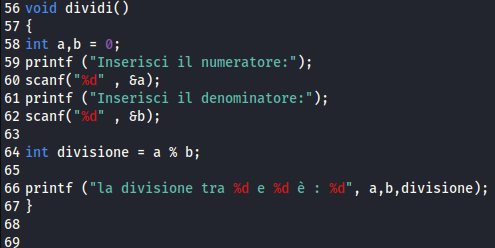 56 void dividi()
57 {
58 int a,b = 0;
59 printf ("Inserisci il numeratore:");
60 scanf("%d" , &a);
61 printf ("Inserisci il denominatore:");
62 scanf("%d" , &b);
63
64 int divisione = a % b;
65
66 printf ("la divisione tra %d e %d è : %d", a,b,divisione);
67 }
68
69